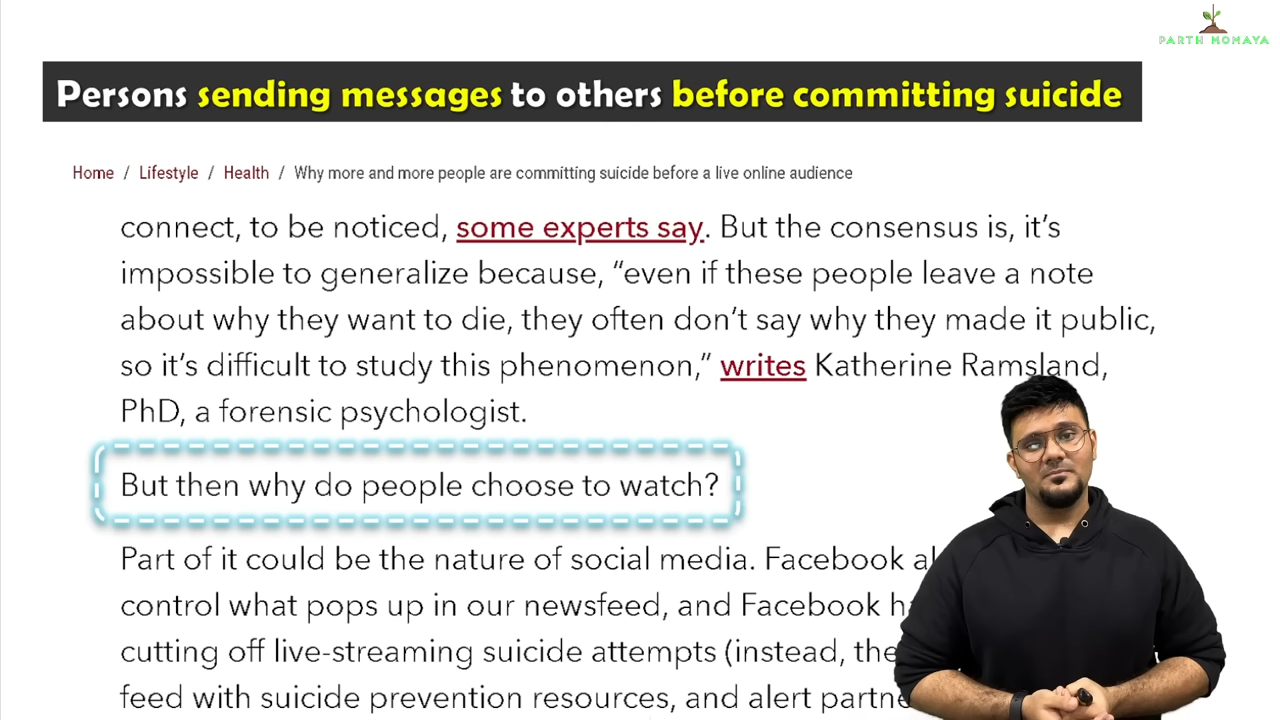 PARTH MOMAYA
Persons sending messages to others before committing suicide
Home / Lifestyle / Health / Why more and more people are committing suicide before a live online audience
connect, to be noticed, some experts say. But the consensus is, it’s
impossible to generalize because, “even if these people leave a note
about why they want to die, they often don’t say why they made it public,
so it’s difficult to study this phenomenon,” writes Katherine Ramsland,
PhD, a forensic psychologist.
But then why do people choose to watch?
Part of it could be the nature of social media. Facebook
control what pops up in our newsfeed, and Facebook
cutting off live-streaming suicide attempts (instead,
feed with suicide prevention resources, and alert